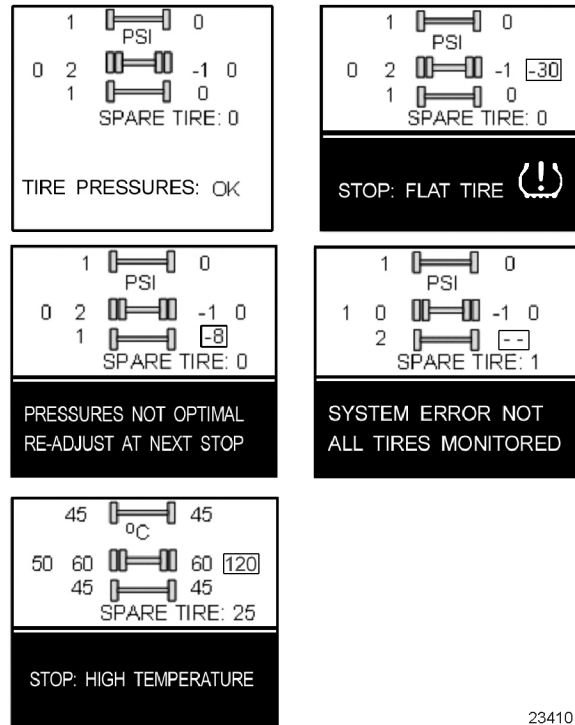 1 0
PSI
0 2 -1 0
1 0
SPARE TIRE: 0
TIRE PRESSURES: OK
1 0
PSI
0 2 -1 -30
1 0
SPARE TIRE: 0
STOP: FLAT TIRE (!)
1 0
PSI
0 2 -1 0
1 -8
SPARE TIRE: 0
PRESSURES NOT OPTIMAL
RE-ADJUST AT NEXT STOP
1 0
PSI
1 0 -1 0
2 --
SPARE TIRE: 1
SYSTEM ERROR NOT
ALL TIRES MONITORED
45 45
ºC
50 60 60 120
45 45
SPARE TIRE: 25
STOP: HIGH TEMPERATURE
23410